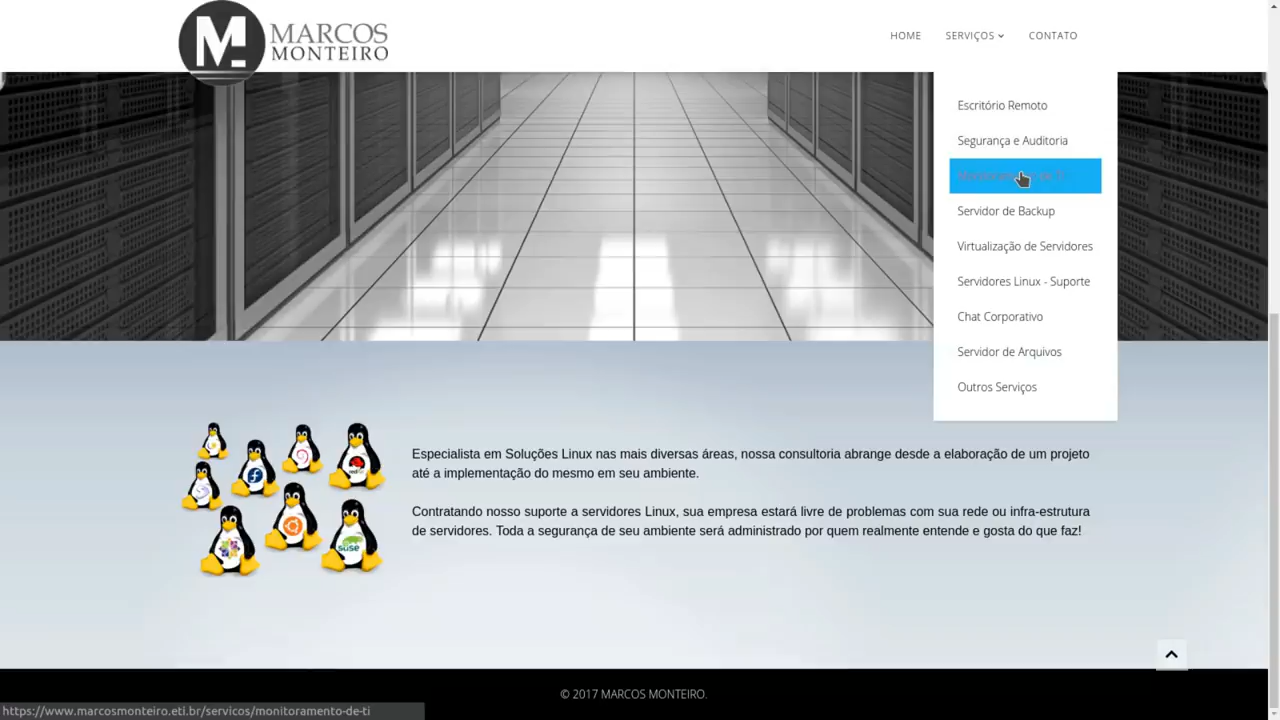 MARCOS
MONTEIRO
HOME
SERVIÇOS
CONTATO
Escritório Remoto
Segurança e Auditoria
Monitoramento de TI
Servidor de Backup
Virtualização de Servidores
Servidores Linux - Suporte
Chat Corporativo
Servidor de Arquivos
Outros Serviços
Especialista em Soluções Linux nas mais diversas áreas, nossa consultoria abrange desde a elaboração de um projeto
até a implementação do mesmo em seu ambiente.
Contratando nosso suporte a servidores Linux, sua empresa estará livre de problemas com sua rede ou infra-estrutura
de servidores. Toda a segurança de seu ambiente será administrado por quem realmente entende e gosta do que faz!
© 2017 MARCOS MONTEIRO.
https://www.marcosmonteiro.eti.br/servicos/monitoramento-de-ti